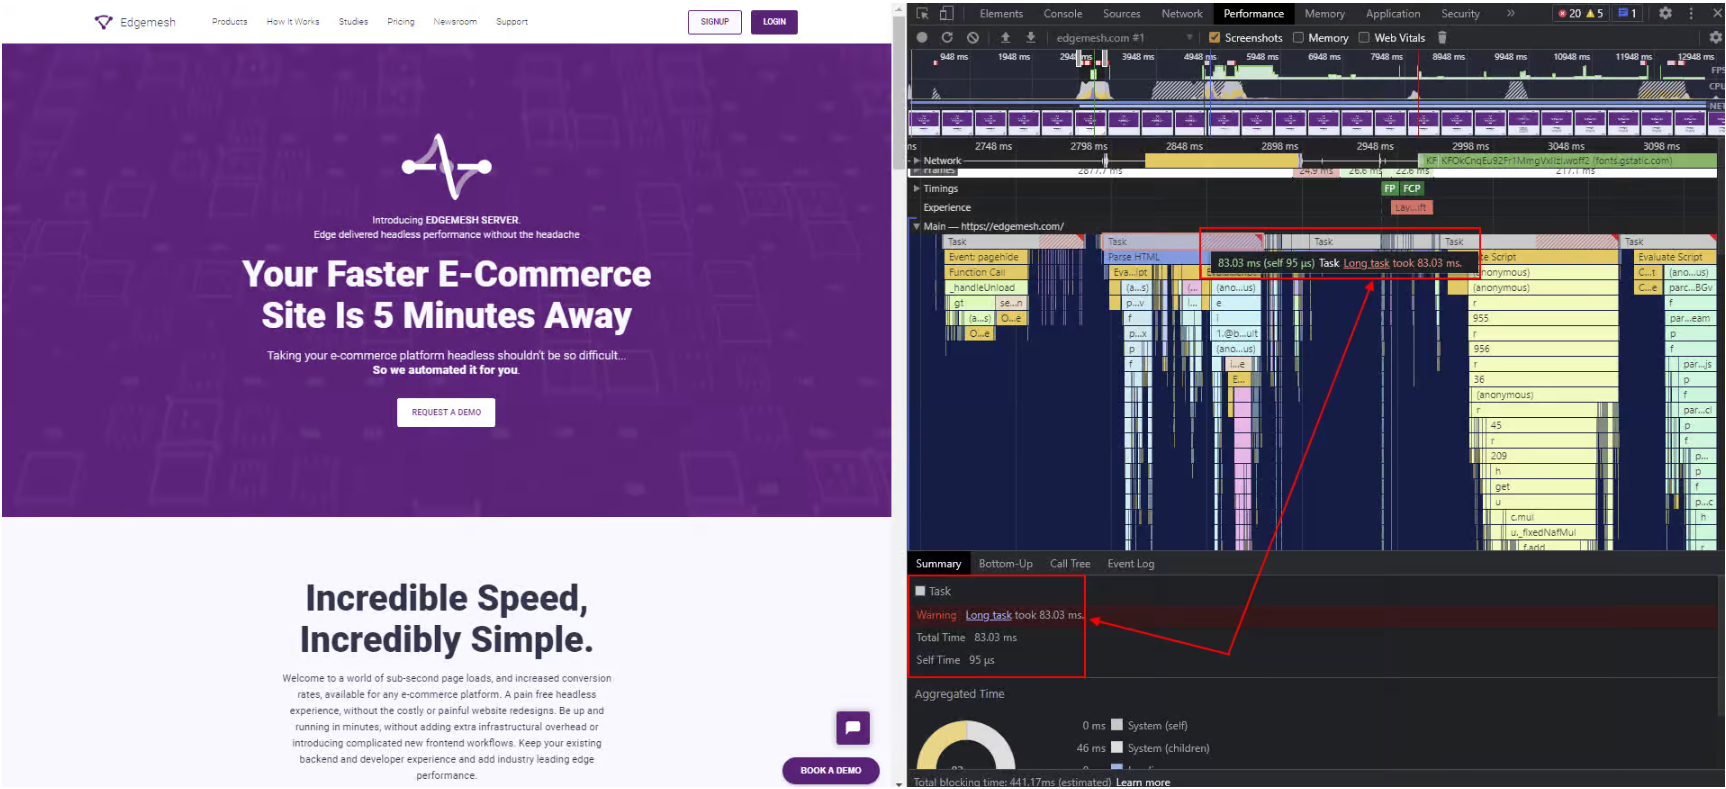 Edgemesh
Products How It Works Studies Pricing Newsroom Support
SIGNUP LOGIN
Introducing EDGEMESH SERVER.
Edge delivered headless performance without the headache
Your Faster E-Commerce
Site Is 5 Minutes Away
Taking your e-commerce platform headless shouldn't be so difficult...
So we automated it for you.
REQUEST A DEMO
Incredible Speed,
Incredibly Simple.
Welcome to a world of sub-second page loads, and increased conversion
rates, available for any e-commerce platform. A pain free headless
experience, without the costly or painful website redesigns. Be up and
running in minutes, without adding extra infrastructural overhead or
introducing complicated new frontend workflows. Keep your existing
backend and developer experience and add industry leading edge
performance.
BOOK A DEMO
Elements Console Sources Network Performance Memory Application Security » 20 5 1
edgemesh.com #1 Screenshots Memory Web Vitals
948 ms 1948 ms 2948 ms 3948 ms 4948 ms 5948 ms 6948 ms 7948 ms 8948 ms 9948 ms 10948 ms 11948 ms 12948 ms
FPS
CPU
NET
ms 2748 ms 2798 ms 2848 ms 2898 ms 2948 ms 2998 ms 3048 ms 3098 ms
Network
Frames 2877.7 ms 24.9 ms 26.6 ms 22.6 ms 217.1 ms
Timings FP FCP
Experience Lay...ift
Main — https://edgemesh.com/
Task Task Task Task Task
Event: pagehide Parse HTML 83.03 ms (self 95 μs) Task Long task took 83.03 ms. te Script Evaluate Script
Function Call Eva...ipt (anonymous) C...t (ano...us)
_handleUnload (a...s) (... (ano...us) (anonymous) C...e parc...BGv
gt se...n p...v i... e r r
(a...s) O...e f i 955 par...eam
O...e p...x 1.@b...ult r p
p (ano...us) 956 f
f i...e r par...js
E... 36 p
(anonymous) f
r par...ci
45 p
r f
209 p...
h p
get f
u p...c
c.mul h
u._fixedNafMul
f.add r
Summary Bottom-Up Call Tree Event Log
Task
Warning Long task took 83.03 ms.
Total Time 83.03 ms
Self Time 95 μs
Aggregated Time
0 ms System (self)
46 ms System (children)
Total blocking time: 441.17ms (estimated) Learn more